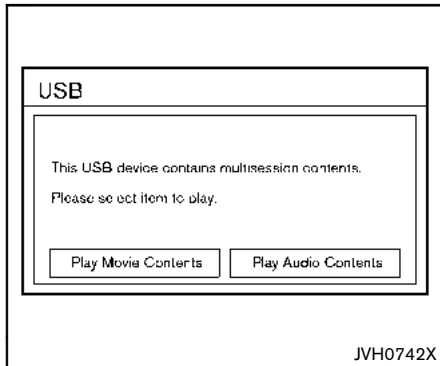 USB
This USB device contains multisession contents.
Please select item to play.
Play Movie Contents
Play Audio Contents
JVH0742X